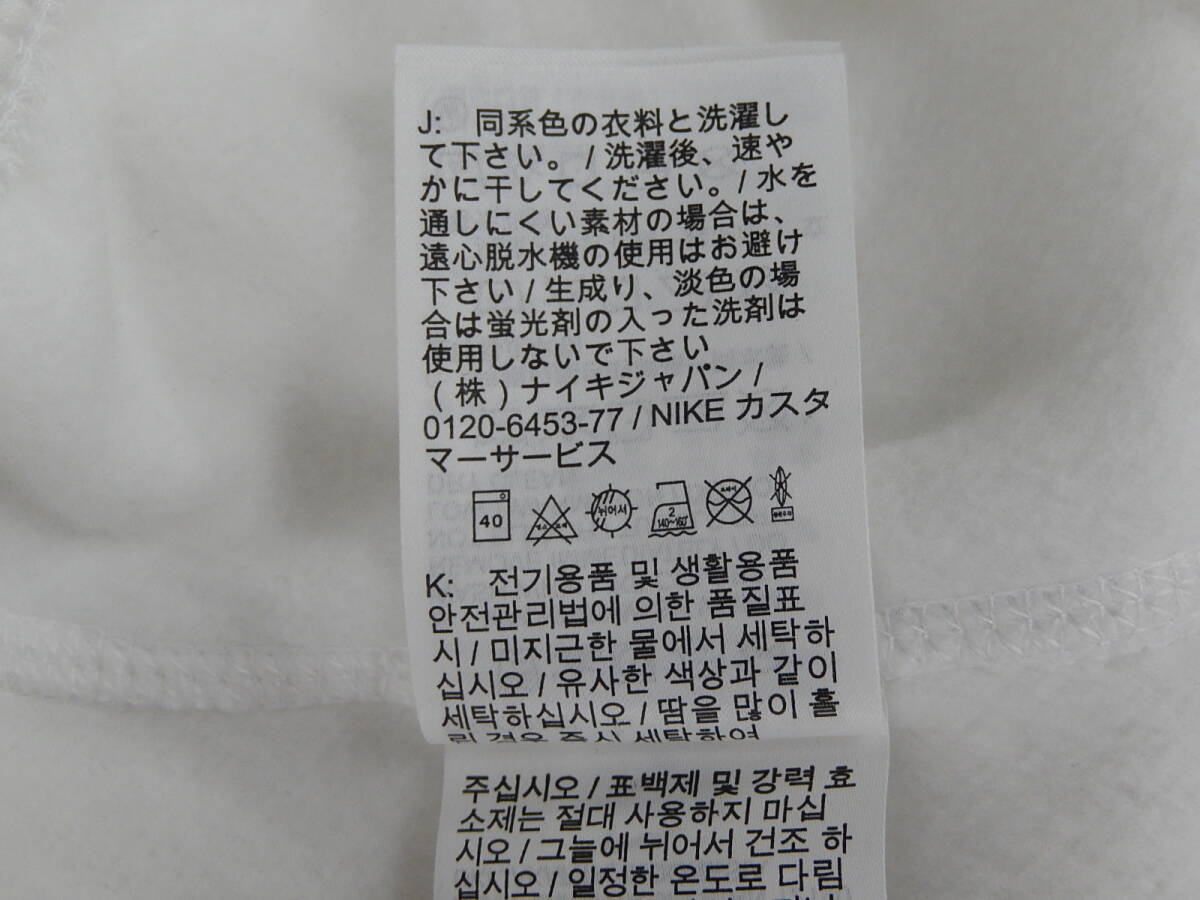 J: 同系色の衣料と洗濯し
て下さい。/ 洗濯後、速や
かに干してください。/ 水を
通しにくい素材の場合は、
遠心脱水機の使用はお避け
下さい / 生成り、淡色の場
合は蛍光剤の入った洗剤は
使用しないで下さい
(株) ナイキジャパン /
0120-6453-77 / NIKE カスタ
マーサービス
40 뉘어서 2 140~160
K: 전기용품 및 생활용품
안전관리법에 의한 품질표
시 / 미지근한 물에서 세탁하
십시오 / 유사한 색상과 같이
세탁하십시오 / 땀을 많이 흘
린 경우 즉시 세탁하여
주십시오 / 표백제 및 강력 효
소제는 절대 사용하지 마십
시오 / 그늘에 뉘어서 건조 하
십시오 / 일정한 온도로 다림